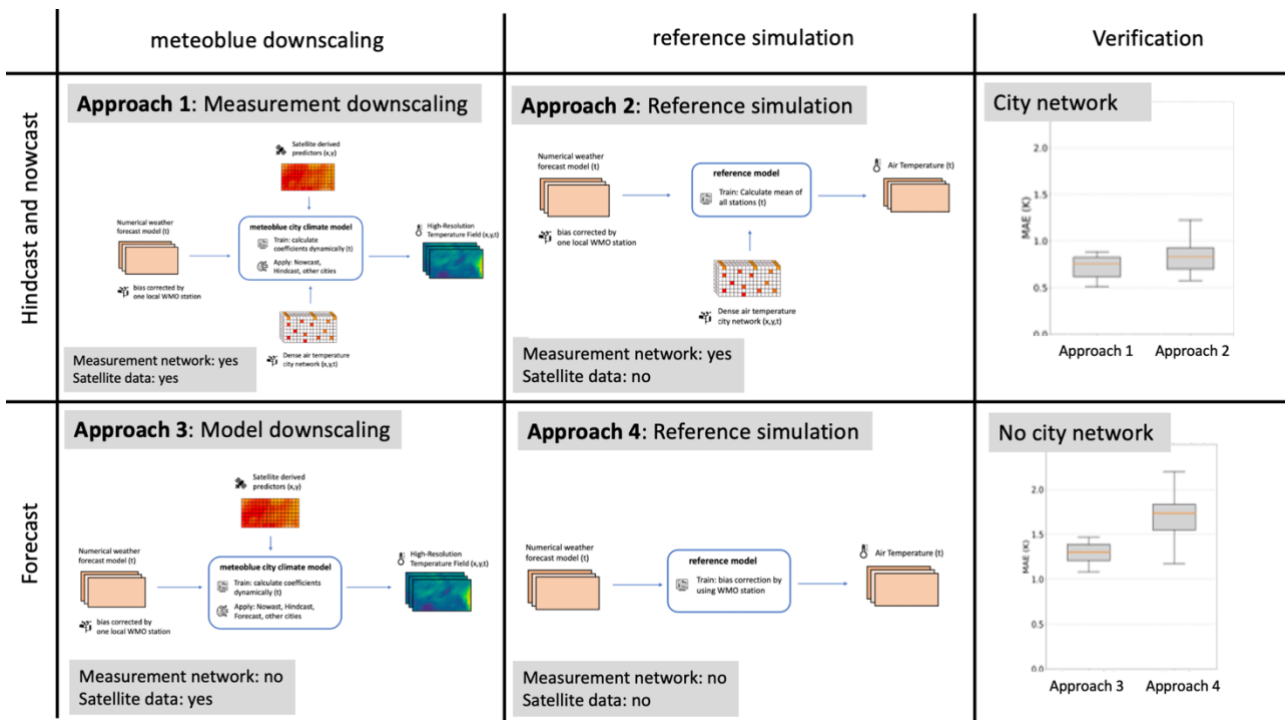 meteoblue downscaling
reference simulation
Verification
Hindcast and nowcast
Approach 1: Measurement downscaling
Satellite derived
predictors (x,y)
Numerical weather
forecast model (t)
bias corrected by
one local WMO station
meteoblue city climate model
Train: calculate
coefficients dynamically (t)
Apply: Nowcast,
Hindcast, other cities
High-Resolution
Temperature Field (x,y,t)
Dense air temperature
city network (x,y,t)
Measurement network: yes
Satellite data: yes
Approach 2: Reference simulation
Numerical weather
forecast model (t)
bias corrected by
one local WMO station
reference model
Train: Calculate mean of
all stations (t)
Air Temperature (t)
Dense air temperature
city network (x,y,t)
Measurement network: yes
Satellite data: no
City network
MAE (K)
2.0
1.5
1.0
0.5
0.0
Approach 1
Approach 2
Forecast
Approach 3: Model downscaling
Satellite derived
predictors (x,y)
Numerical weather
forecast model (t)
bias corrected by
one local WMO station
meteoblue city climate model
Train: calculate coefficients
dynamically (t)
Apply: Nowast, Hindcast,
Forecast, other cities
High-Resolution
Temperature Field (x,y,t)
Measurement network: no
Satellite data: yes
Approach 4: Reference simulation
Numerical weather
forecast model (t)
reference model
Train: bias correction by
using WMO station
Air Temperature (t)
Measurement network: no
Satellite data: no
No city network
MAE (K)
2.0
1.5
1.0
0.5
0.0
Approach 3
Approach 4